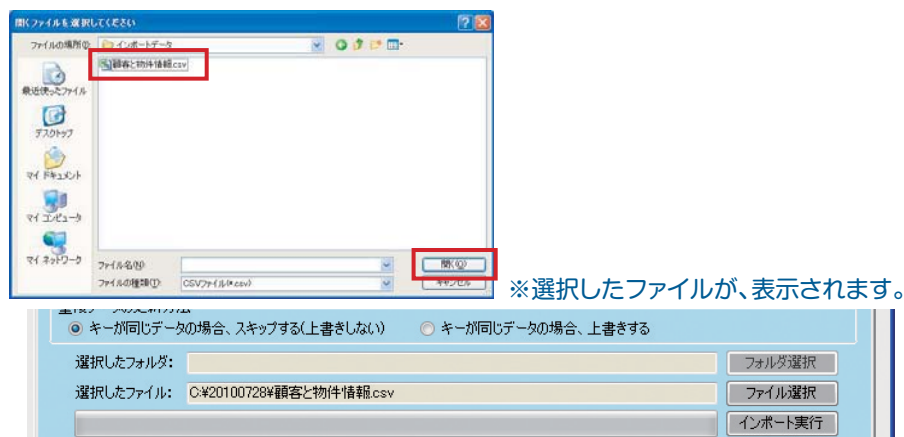 開くファイルを選択してください
ファイルの場所(I):
インポートデータ
顧客と物件情報.csv
最近使ったファイル
デスクトップ
マイ ドキュメント
マイ コンピュータ
マイ ネットワーク
ファイル名(N):
開く(O)
ファイルの種類(T):
CSVファイル(*.csv)
キャンセル
※選択したファイルが、表示されます。
重複データの更新方法
キーが同じデータの場合、スキップする(上書きしない)
キーが同じデータの場合、上書きする
選択したフォルダ:
フォルダ選択
選択したファイル:
C:¥20100728¥顧客と物件情報.csv
ファイル選択
インポート実行